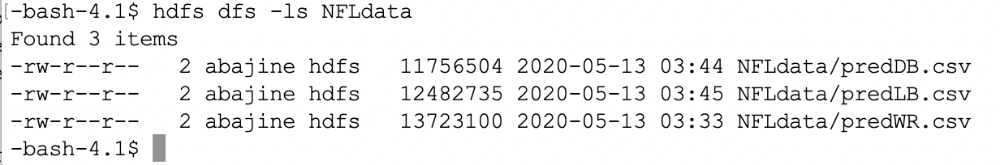 [-bash-4.1$ hdfs dfs -ls NFLdata
Found 3 items
-rw-r--r--   2 abajine hdfs   11756504 2020-05-13 03:44 NFLdata/predDB.csv
-rw-r--r--   2 abajine hdfs   12482735 2020-05-13 03:45 NFLdata/predLB.csv
-rw-r--r--   2 abajine hdfs   13723100 2020-05-13 03:33 NFLdata/predWR.csv
-bash-4.1$